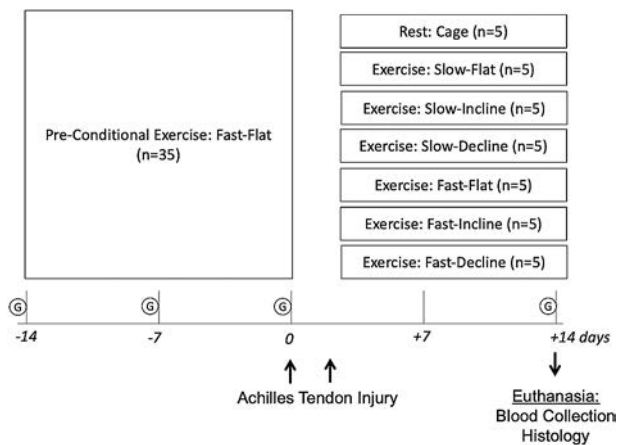 Pre-Conditional Exercise: Fast-Flat
(n=35)
Rest: Cage (n=5)
Exercise: Slow-Flat (n=5)
Exercise: Slow-Incline (n=5)
Exercise: Slow-Decline (n=5)
Exercise: Fast-Flat (n=5)
Exercise: Fast-Incline (n=5)
Exercise: Fast-Decline (n=5)
G G G G
-14 -7 0 +7 +14 days
Achilles Tendon Injury
Euthanasia:
Blood Collection
Histology